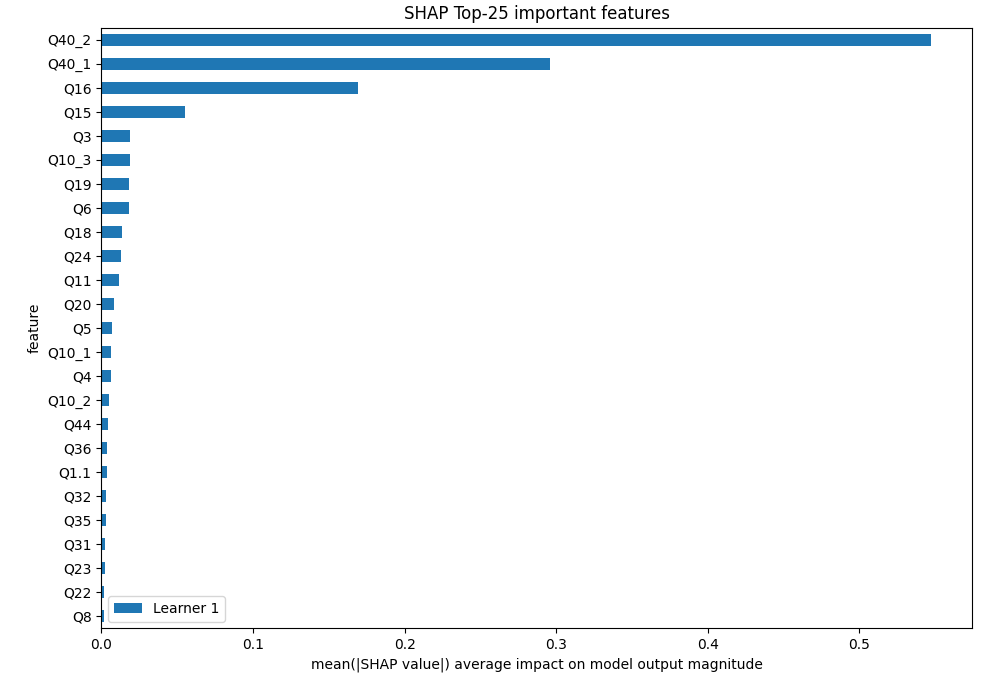 SHAP Top-25 important features
Q40_2
Q40_1
Q16
Q15
Q3
Q10_3
Q19
Q6
Q18
Q24
Q11
Q20
Q5
Q10_1
Q4
Q10_2
Q44
Q36
Q1.1
Q32
Q35
Q31
Q23
Q22
Q8
feature
Learner 1
0.0 0.1 0.2 0.3 0.4 0.5
mean(|SHAP value|) average impact on model output magnitude